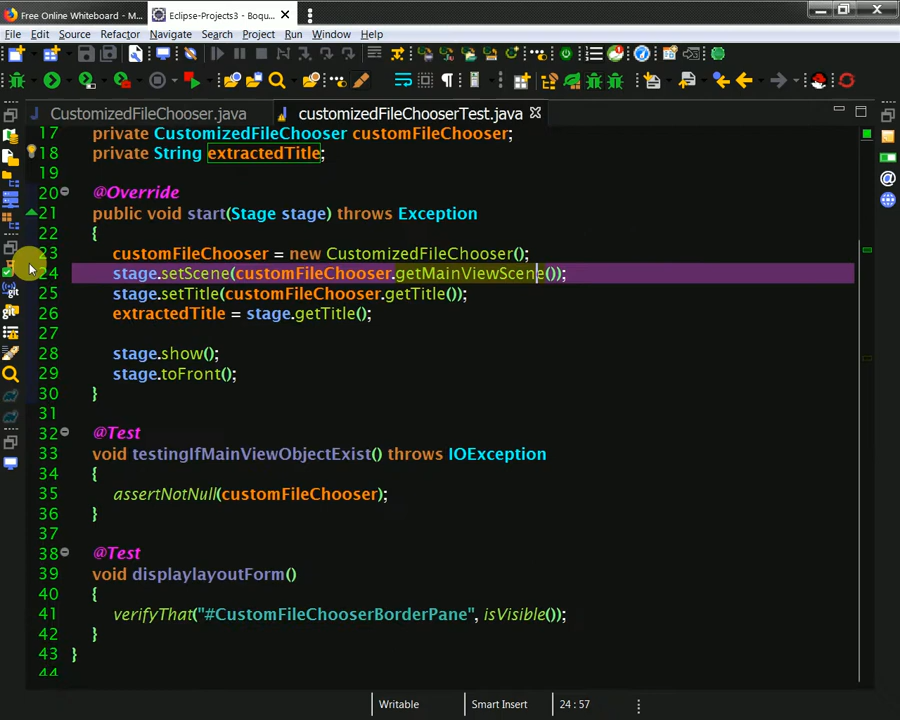 Free Online Whiteboard - M...
Eclipse-Projects3 - Boqu...
File Edit Source Refactor Navigate Search Project Run Window Help
CustomizedFileChooser.java
customizedFileChooserTest.java
17 private CustomizedFileChooser customFileChooser;
18 private String extractedTitle;
19
20 @Override
21 public void start(Stage stage) throws Exception
22 {
23 customFileChooser = new CustomizedFileChooser();
24 stage.setScene(customFileChooser.getMainViewScene());
25 stage.setTitle(customFileChooser.getTitle());
26 extractedTitle = stage.getTitle();
27
28 stage.show();
29 stage.toFront();
30 }
31
32 @Test
33 void testingIfMainViewObjectExist() throws IOException
34 {
35 assertNotNull(customFileChooser);
36 }
37
38 @Test
39 void displaylayoutForm()
40 {
41 verifyThat("#CustomFileChooserBorderPane", isVisible());
42 }
43 }
44
Writable Smart Insert 24 : 57